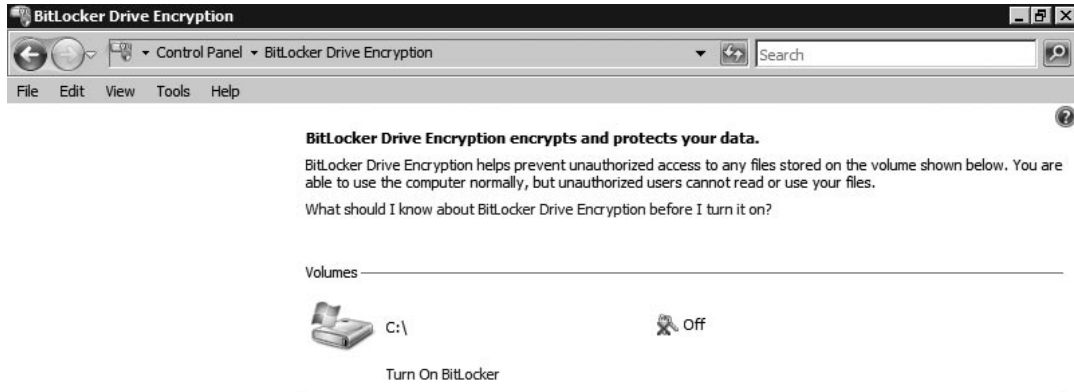 BitLocker Drive Encryption
Control Panel BitLocker Drive Encryption Search
File Edit View Tools Help
BitLocker Drive Encryption encrypts and protects your data.
BitLocker Drive Encryption helps prevent unauthorized access to any files stored on the volume shown below. You are
able to use the computer normally, but unauthorized users cannot read or use your files.
What should I know about BitLocker Drive Encryption before I turn it on?
Volumes
C:\ Off
Turn On BitLocker